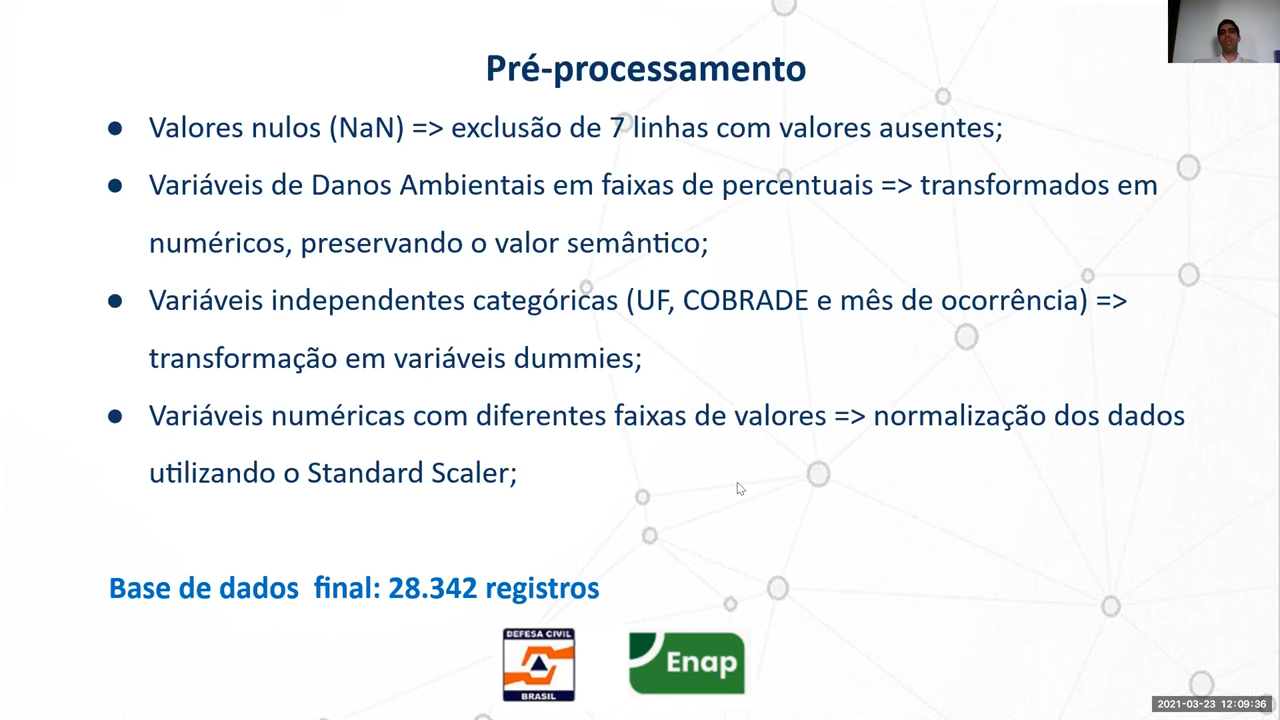 Pré-processamento
● Valores nulos (NaN) => exclusão de 7 linhas com valores ausentes;
● Variáveis de Danos Ambientais em faixas de percentuais => transformados em
numéricos, preservando o valor semântico;
● Variáveis independentes categóricas (UF, COBRADE e mês de ocorrência) =>
transformação em variáveis dummies;
● Variáveis numéricas com diferentes faixas de valores => normalização dos dados
utilizando o Standard Scaler;
Base de dados  final: 28.342 registros
DEFESA CIVIL
BRASIL
Enap
2021-03-23 12:09:36